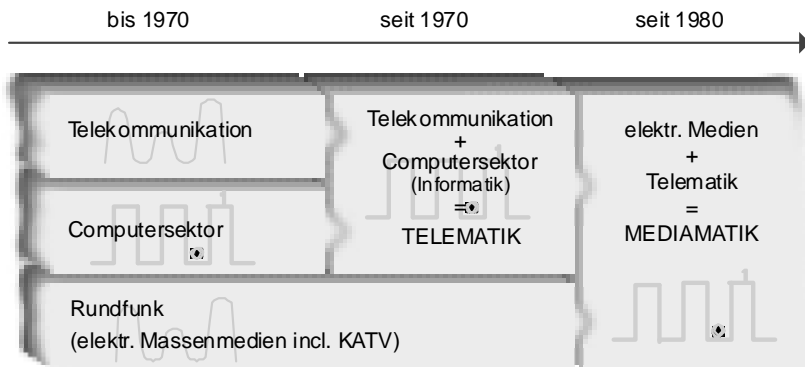 bis 1970
seit 1970
seit 1980
Telekommunikation
Computersektor
Telekommunikation
+
Computersektor
(Informatik)
=
TELEMATIK
elektr. Medien
+
Telematik
=
MEDIAMATIK
Rundfunk
(elektr. Massenmedien incl. KATV)